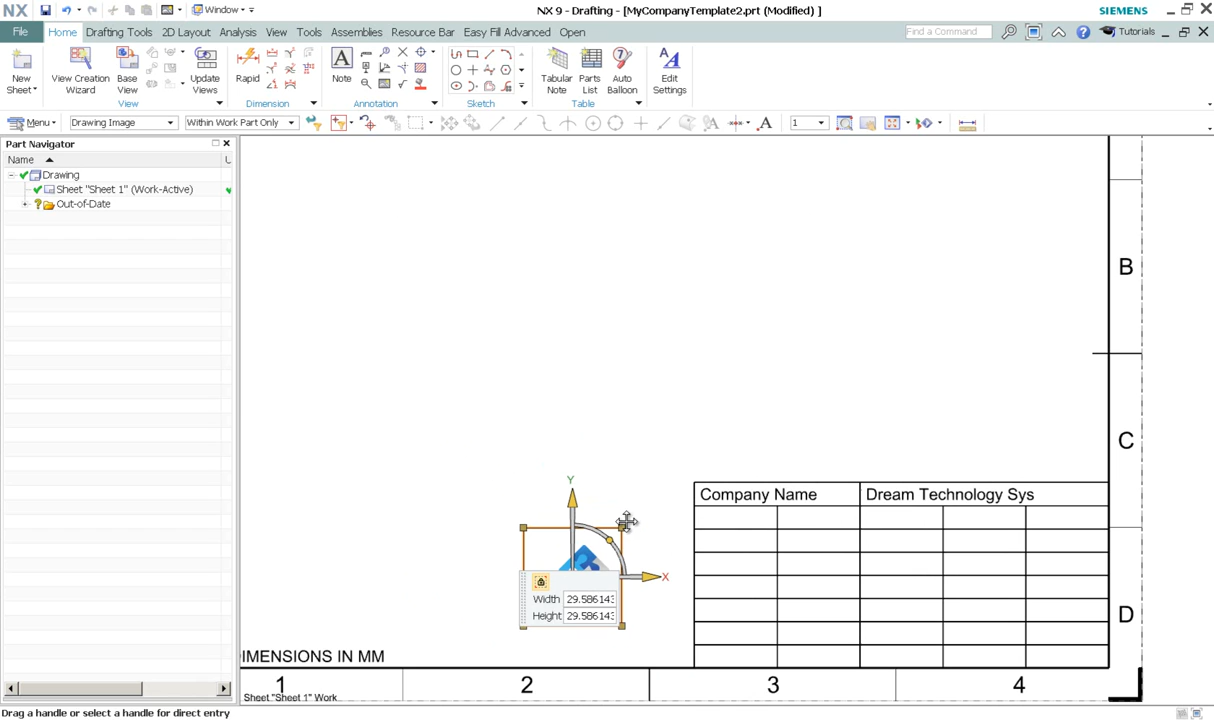 NX
Window
NX 9 - Drafting - [MyCompanyTemplate2.prt (Modified) ]
SIEMENS
File
Home
Drafting Tools
2D Layout
Analysis
View
Tools
Assemblies
Resource Bar
Easy Fill Advanced
Open
Find a Command
Tutorials
New Sheet
View Creation Wizard
Base View
Update Views
Rapid
Note
Tabular Note
Parts List
Auto Balloon
Edit Settings
View
Dimension
Annotation
Sketch
Table
Menu
Drawing Image
Within Work Part Only
1
Part Navigator
Name
Drawing
Sheet "Sheet 1" (Work-Active)
Out-of-Date
B
C
D
Y
X
Company Name
Dream Technology Sys
Width 29.586143
Height 29.586143
IMENSIONS IN MM
1
2
3
4
Sheet "Sheet 1" Work
Drag a handle or select a handle for direct entry